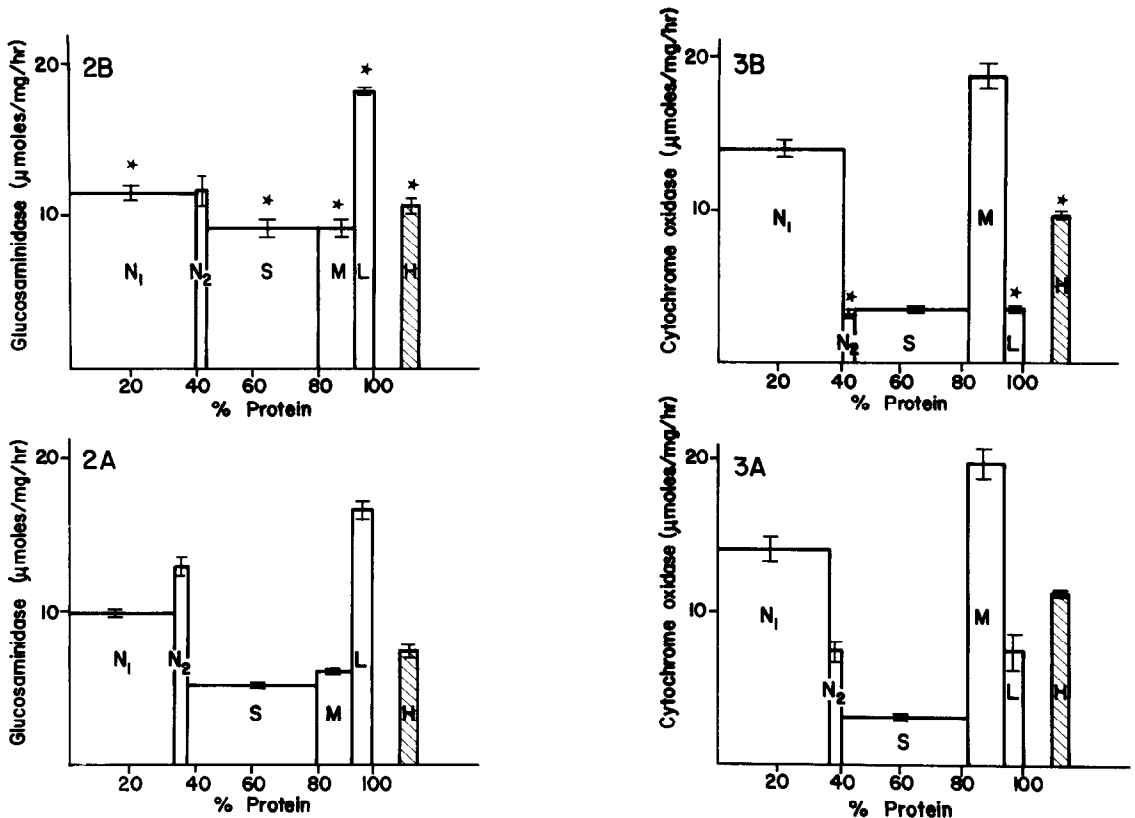 2B
Glucosaminidase (μmoles/mg/hr)
20
10
★
★
★
★
★
N₁
N₂
S
M
L
H
20 40 60 80 100
% Protein
3B
Cytochrome oxidase (μmoles/mg/hr)
20
10
★
★
★
N₁
N₂
S
M
L
H
20 40 60 80 100
% Protein
2A
Glucosaminidase (μmoles/mg/hr)
20
10
N₁
N₂
S
M
L
H
20 40 60 80 100
% Protein
3A
Cytochrome oxidase (μmoles/mg/hr)
20
10
N₁
N₂
S
M
L
H
20 40 60 80 100
% Protein